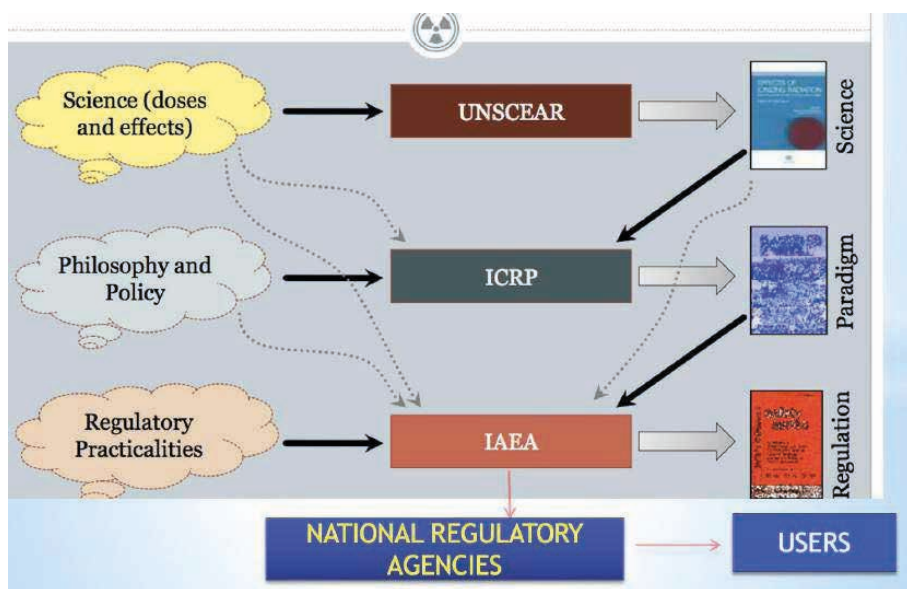 Science (doses
and effects)
UNSCEAR
Science
Philosophy and
Policy
ICRP
Paradigm
Regulatory
Practicalities
IAEA
Regulation
NATIONAL REGULATORY
AGENCIES
USERS